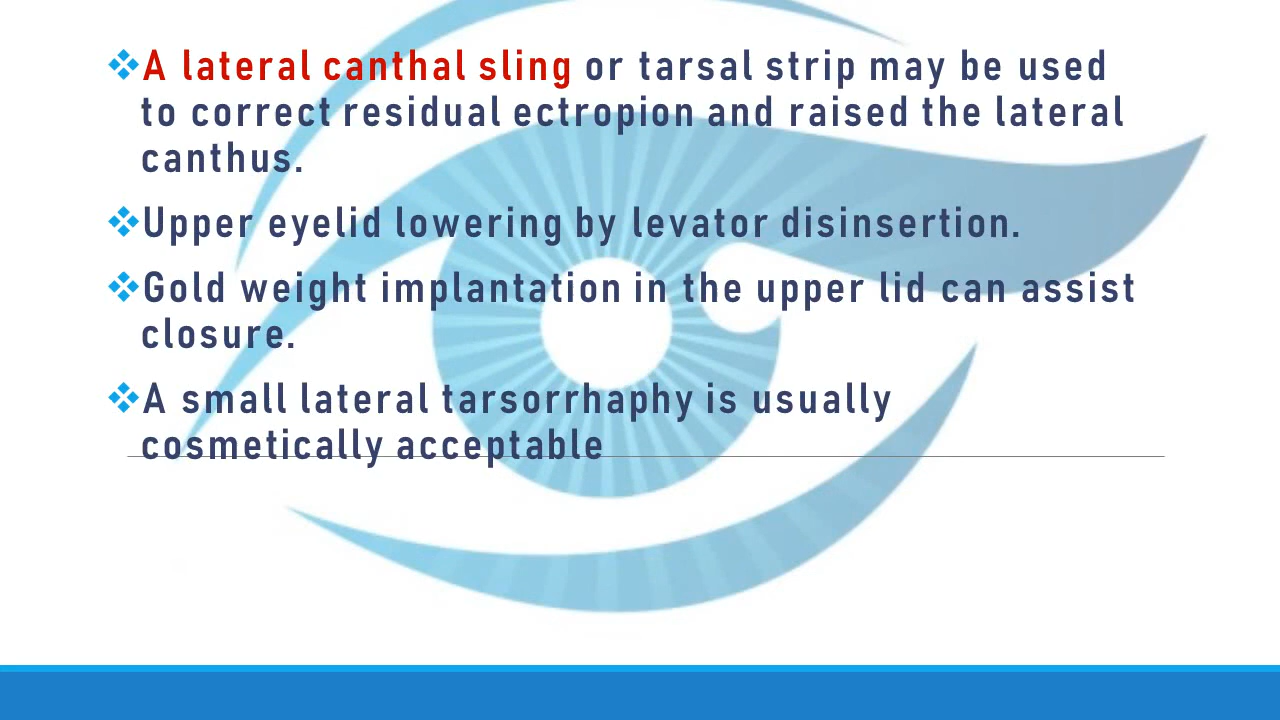 ❖A lateral canthal sling or tarsal strip may be used
to correct residual ectropion and raised the lateral
canthus.
❖Upper eyelid lowering by levator disinsertion.
❖Gold weight implantation in the upper lid can assist
closure.
❖A small lateral tarsorrhaphy is usually
cosmetically acceptable